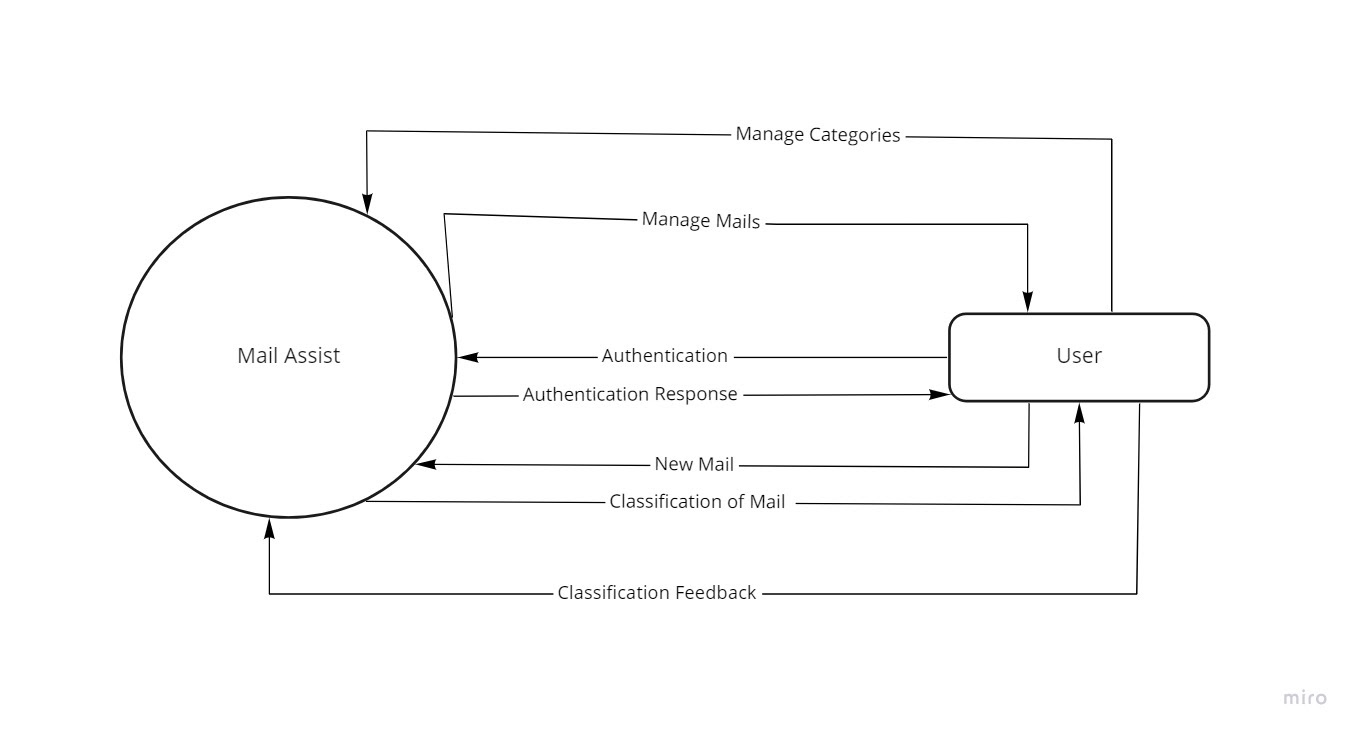 Manage Categories
Manage Mails
Mail Assist
User
Authentication
Authentication Response
New Mail
Classification of Mail
Classification Feedback
miro